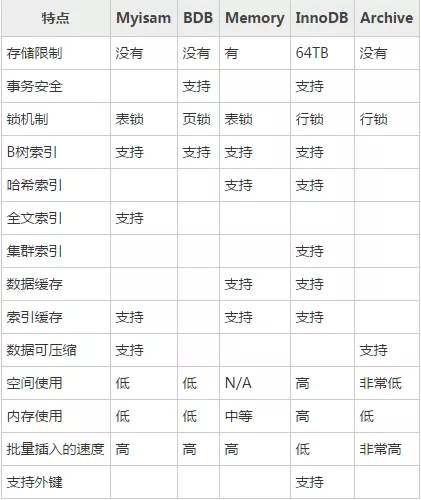 特点 Myisam BDB Memory InnoDB Archive
存储限制 没有 没有 有 64TB 没有
事务安全 支持 支持
锁机制 表锁 页锁 表锁 行锁 行锁
B树索引 支持 支持 支持 支持
哈希索引 支持 支持
全文索引 支持
集群索引 支持
数据缓存 支持 支持
索引缓存 支持 支持 支持
数据可压缩 支持 支持
空间使用 低 低 N/A 高 非常低
内存使用 低 低 中等 高 低
批量插入的速度 高 高 高 低 非常高
支持外键 支持